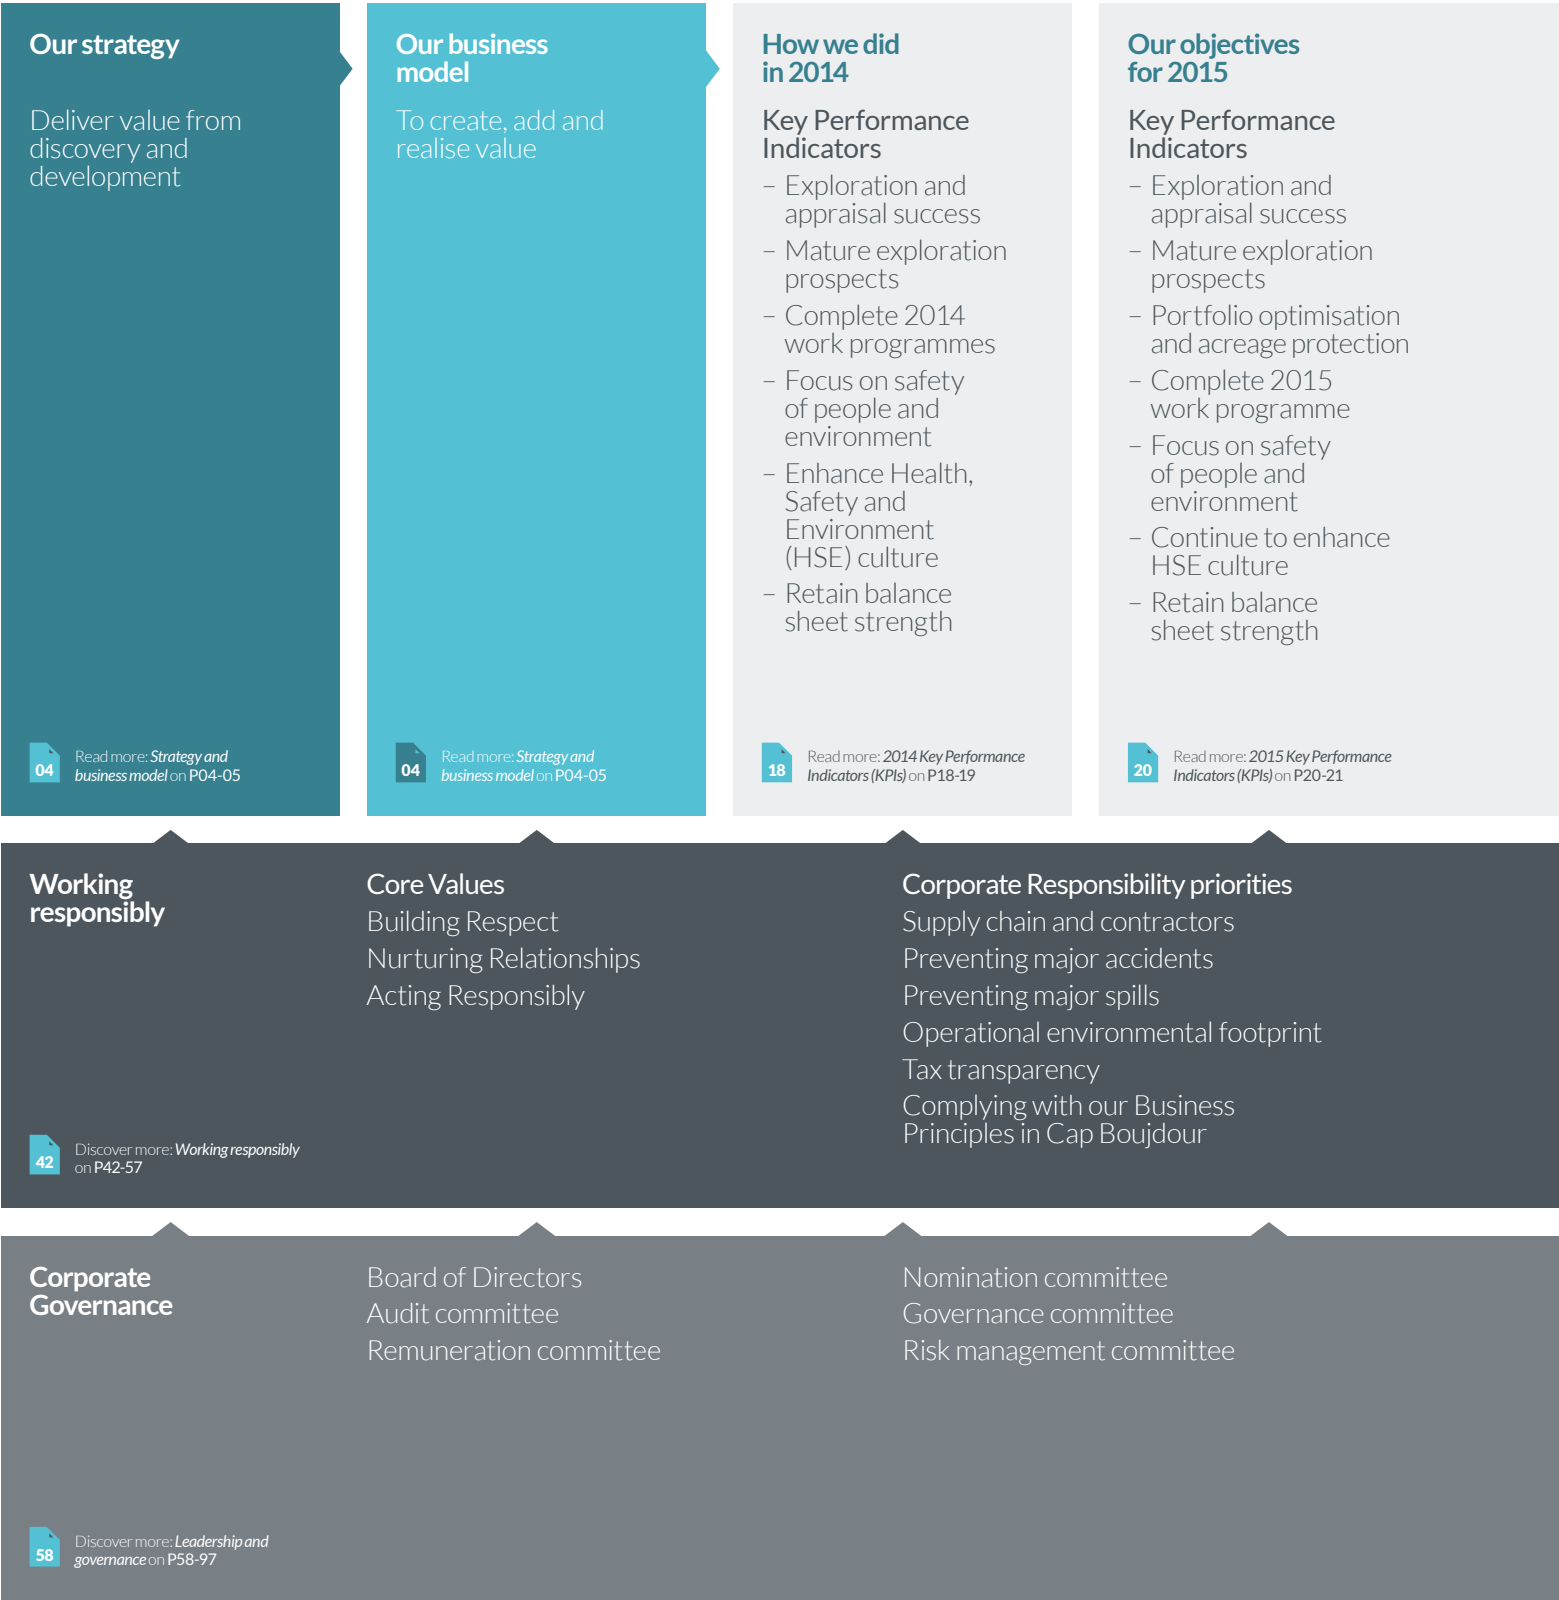 Our strategy
Deliver value from
discovery and
development
04
Read more: Strategy and
business model on P04-05
Our business
model
To create, add and
realise value
04
Read more: Strategy and
business model on P04-05
How we did
in 2014
Key Performance
Indicators
– Exploration and
appraisal success
– Mature exploration
prospects
– Complete 2014
work programmes
– Focus on safety
of people and
environment
– Enhance Health,
Safety and
Environment
(HSE) culture
– Retain balance
sheet strength
18
Read more: 2014 Key Performance
Indicators (KPIs) on P18-19
Our objectives
for 2015
Key Performance
Indicators
– Exploration and
appraisal success
– Mature exploration
prospects
– Portfolio optimisation
and acreage protection
– Complete 2015
work programme
– Focus on safety
of people and
environment
– Continue to enhance
HSE culture
– Retain balance
sheet strength
20
Read more: 2015 Key Performance
Indicators (KPIs) on P20-21
Working
responsibly
42
Discover more: Working responsibly
on P42-57
Core Values
Building Respect
Nurturing Relationships
Acting Responsibly
Corporate Responsibility priorities
Supply chain and contractors
Preventing major accidents
Preventing major spills
Operational environmental footprint
Tax transparency
Complying with our Business
Principles in Cap Boujdour
Corporate
Governance
58
Discover more: Leadership and
governance on P58-97
Board of Directors
Audit committee
Remuneration committee
Nomination committee
Governance committee
Risk management committee